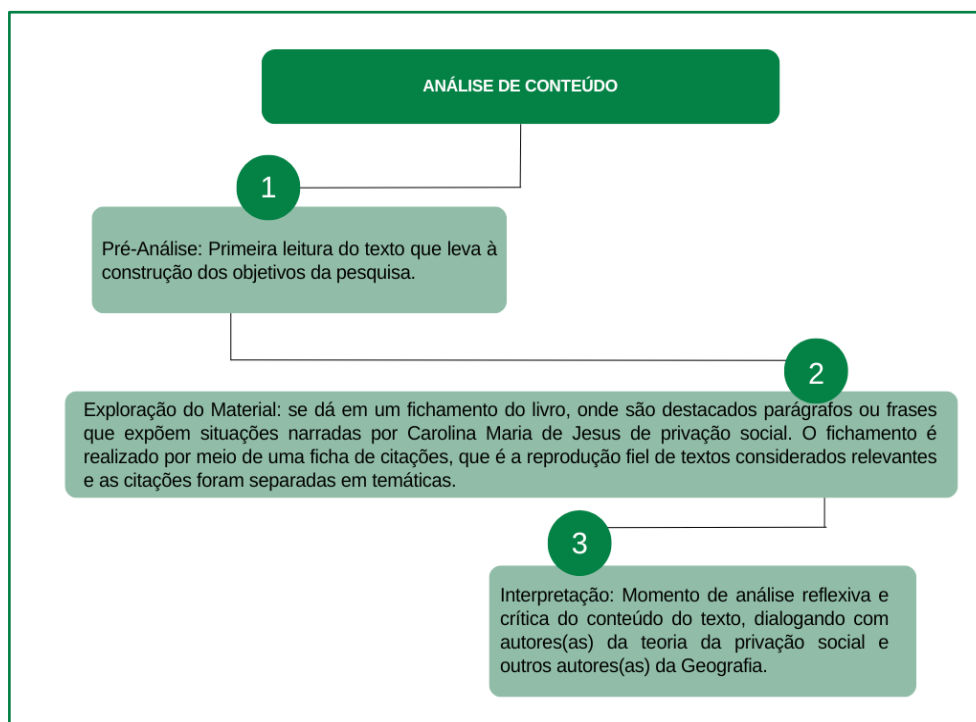 ANÁLISE DE CONTEÚDO
1
Pré-Análise: Primeira leitura do texto que leva à
construção dos objetivos da pesquisa.
2
Exploração do Material: se dá em um fichamento do livro, onde são destacados parágrafos ou frases
que expõem situações narradas por Carolina Maria de Jesus de privação social. O fichamento é
realizado por meio de uma ficha de citações, que é a reprodução fiel de textos considerados relevantes
e as citações foram separadas em temáticas.
3
Interpretação: Momento de análise reflexiva e
crítica do conteúdo do texto, dialogando com
autores(as) da teoria da privação social e
outros autores(as) da Geografia.